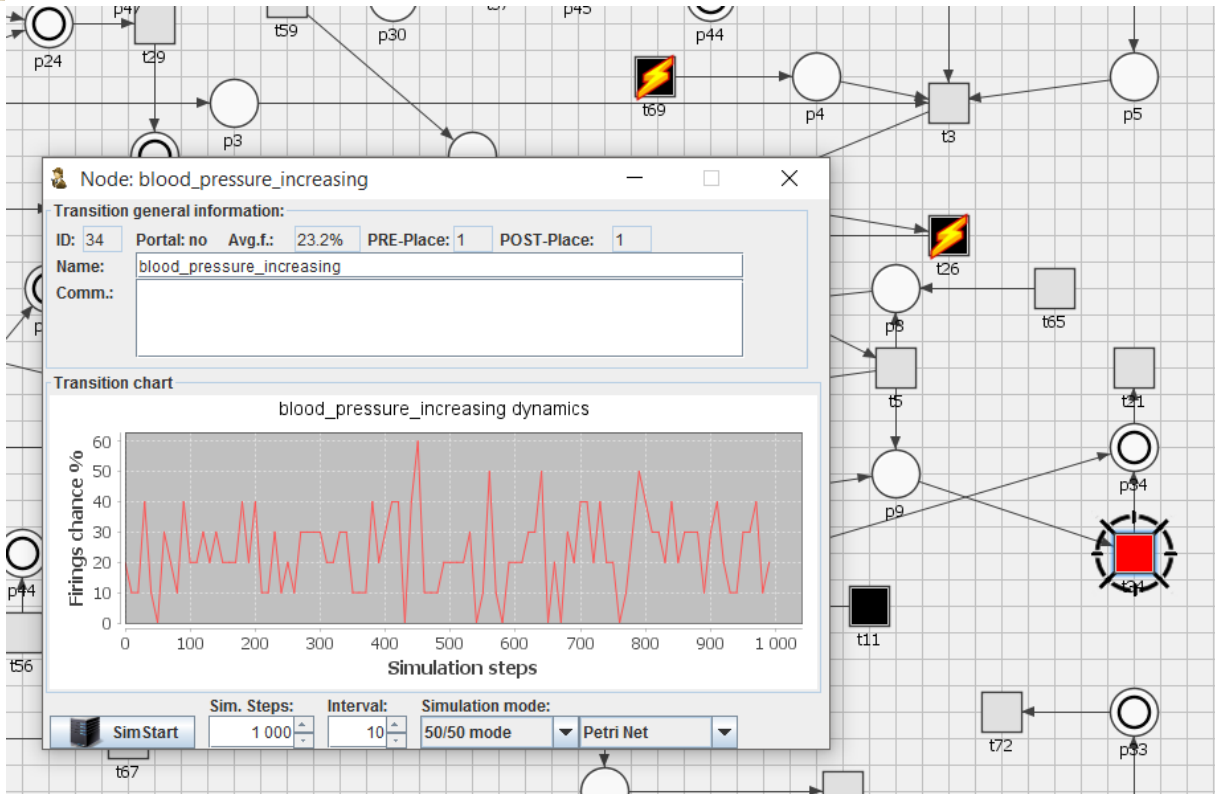 p45
p44
t59
p30
t29
p24
t69
p4
t3
p5
p3
Node: blood_pressure_increasing
Transition general information:
ID: 34 Portal: no Avg.f.: 23.2% PRE-Place: 1 POST-Place: 1
Name: blood_pressure_increasing
Comm.:
t26
p8
t65
Transition chart
blood_pressure_increasing dynamics
Firings chance %
60
50
40
30
20
10
0
0 100 200 300 400 500 600 700 800 900 1 000
Simulation steps
t5
t21
p34
p9
t34
p44
t11
t56
Sim. Steps: Interval: Simulation mode:
SimStart 1 000 10 50/50 mode Petri Net
t72
p33
t67